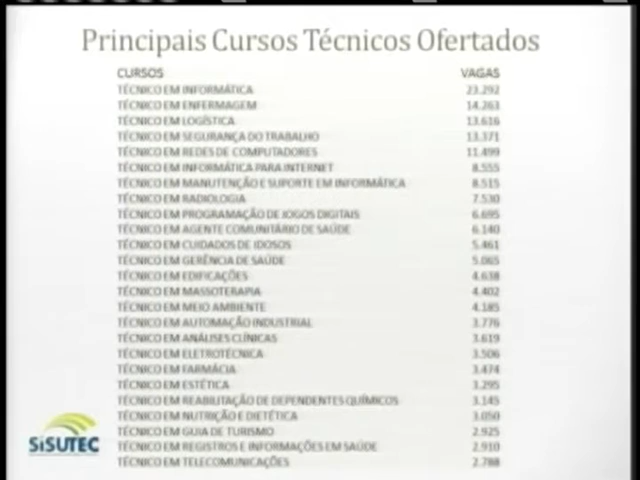 Principais Cursos Técnicos Ofertados
CURSOS VAGAS
TÉCNICO EM INFORMÁTICA 23.292
TÉCNICO EM ENFERMAGEM 14.263
TÉCNICO EM LOGÍSTICA 13.616
TÉCNICO EM SEGURANÇA DO TRABALHO 13.371
TÉCNICO EM REDES DE COMPUTADORES 11.499
TÉCNICO EM INFORMÁTICA PARA INTERNET 8.555
TÉCNICO EM MANUTENÇÃO E SUPORTE EM INFORMÁTICA 8.515
TÉCNICO EM RADIOLOGIA 7.530
TÉCNICO EM PROGRAMAÇÃO DE JOGOS DIGITAIS 6.695
TÉCNICO EM AGENTE COMUNITÁRIO DE SAÚDE 6.140
TÉCNICO EM CUIDADOS DE IDOSOS 5.461
TÉCNICO EM GERÊNCIA DE SAÚDE 5.065
TÉCNICO EM EDIFICAÇÕES 4.638
TÉCNICO EM MASSOTERAPIA 4.402
TÉCNICO EM MEIO AMBIENTE 4.185
TÉCNICO EM AUTOMAÇÃO INDUSTRIAL 3.776
TÉCNICO EM ANÁLISES CLÍNICAS 3.619
TÉCNICO EM ELETROTÉCNICA 3.506
TÉCNICO EM FARMÁCIA 3.474
TÉCNICO EM ESTÉTICA 3.295
TÉCNICO EM REABILITAÇÃO DE DEPENDENTES QUÍMICOS 3.145
TÉCNICO EM NUTRIÇÃO E DIETÉTICA 3.050
TÉCNICO EM GUIA DE TURISMO 2.925
TÉCNICO EM REGISTROS E INFORMAÇÕES EM SAÚDE 2.910
TÉCNICO EM TELECOMUNICAÇÕES 2.788
SiSUTEC